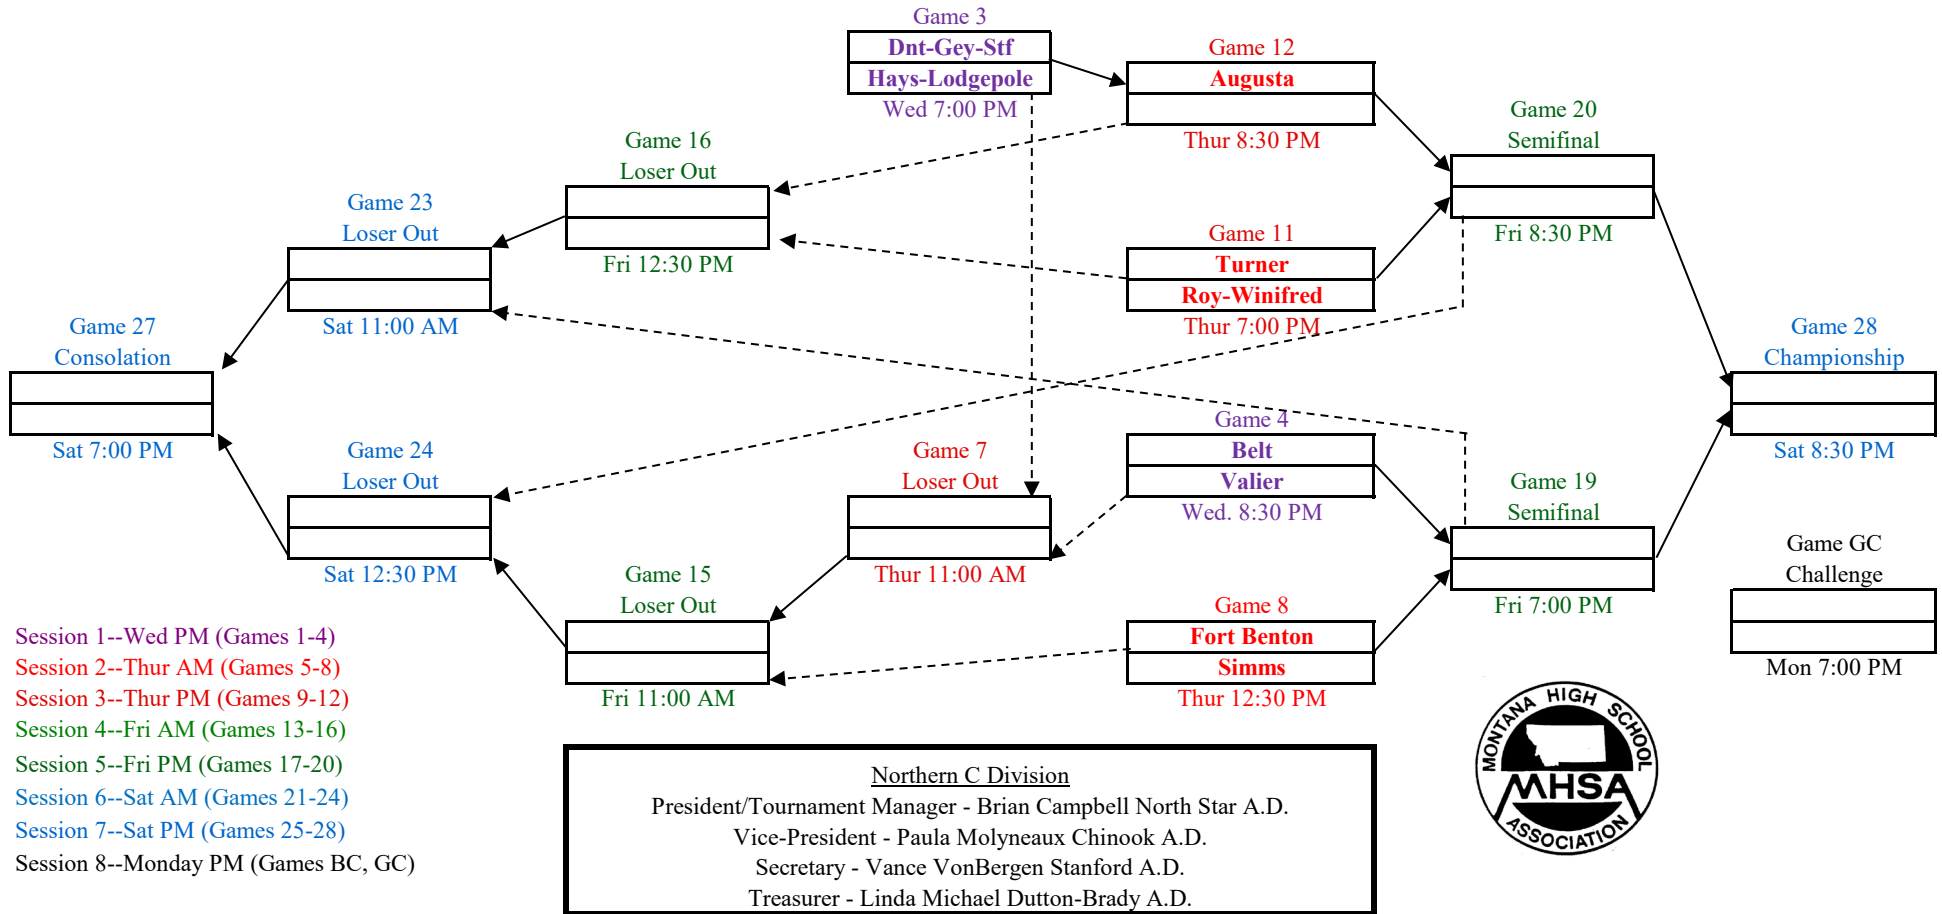 Game 3
Dnt-Gey-Stf
Hays-Lodgepole
Wed 7:00 PM
Game 12
Augusta
Thur 8:30 PM
Game 20
Semifinal
Fri 8:30 PM
Game 16
Loser Out
Fri 12:30 PM
Game 23
Loser Out
Sat 11:00 AM
Game 11
Turner
Roy-Winifred
Thur 7:00 PM
Game 27
Consolation
Sat 7:00 PM
Game 28
Championship
Sat 8:30 PM
Game 4
Belt
Valier
Wed. 8:30 PM
Game 24
Loser Out
Sat 12:30 PM
Game 7
Loser Out
Thur 11:00 AM
Game 19
Semifinal
Fri 7:00 PM
Game GC
Challenge
Mon 7:00 PM
Game 15
Loser Out
Fri 11:00 AM
Game 8
Fort Benton
Simms
Thur 12:30 PM
Session 1--Wed PM (Games 1-4)
Session 2--Thur AM (Games 5-8)
Session 3--Thur PM (Games 9-12)
Session 4--Fri AM (Games 13-16)
Session 5--Fri PM (Games 17-20)
Session 6--Sat AM (Games 21-24)
Session 7--Sat PM (Games 25-28)
Session 8--Monday PM (Games BC, GC)
Northern C Division
President/Tournament Manager - Brian Campbell North Star A.D.
Vice-President - Paula Molyneaux Chinook A.D.
Secretary - Vance VonBergen Stanford A.D.
Treasurer - Linda Michael Dutton-Brady A.D.
MONTANA HIGH SCHOOL
MHSA
ASSOCIATION